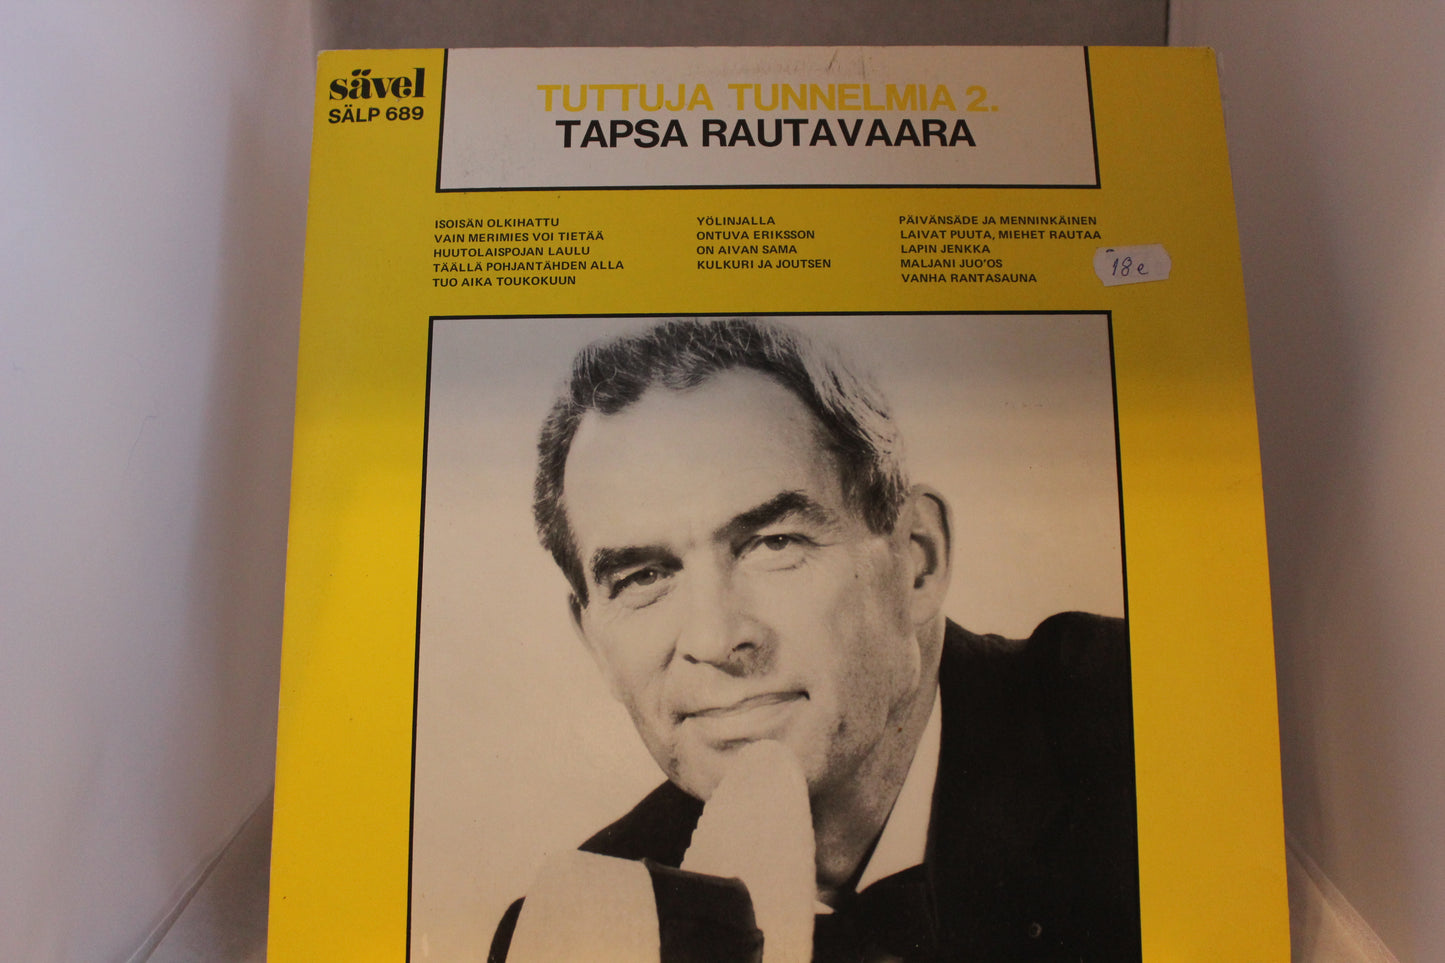 sävel
SÄLP 689
TUTTUJA TUNNELMIA 2.
TAPSA RAUTAVAARA
ISOISÄN OLKIHATTU
VAIN MERIMIES VOI TIETÄÄ
HUUTOLAISPOJAN LAULU
TÄÄLLÄ POHJANTÄHDEN ALLA
TUO AIKA TOUKOKUUN
YÖLINJALLA
ONTUVA ERIKSSON
ON AIVAN SAMA
KULKURI JA JOUTSEN
PÄIVÄNSÄDE JA MENNINKÄINEN
LAIVAT PUUTA, MIEHET RAUTAA
LAPIN JENKKA
MALJANI JUO'OS
VANHA RANTASAUNA
18 e